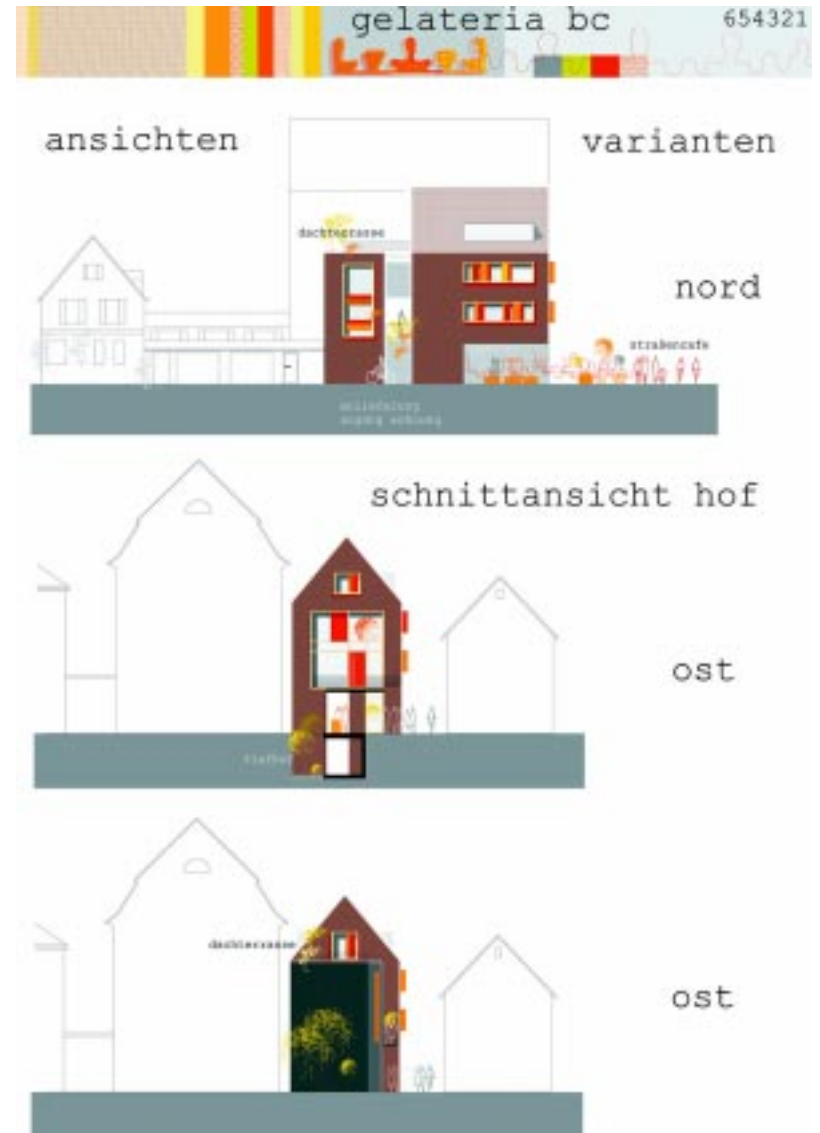 gelateria bc 654321
ansichten varianten
dachterrasse
nord
straßencafe
schnittansicht hof
ost
dachterrasse
ost